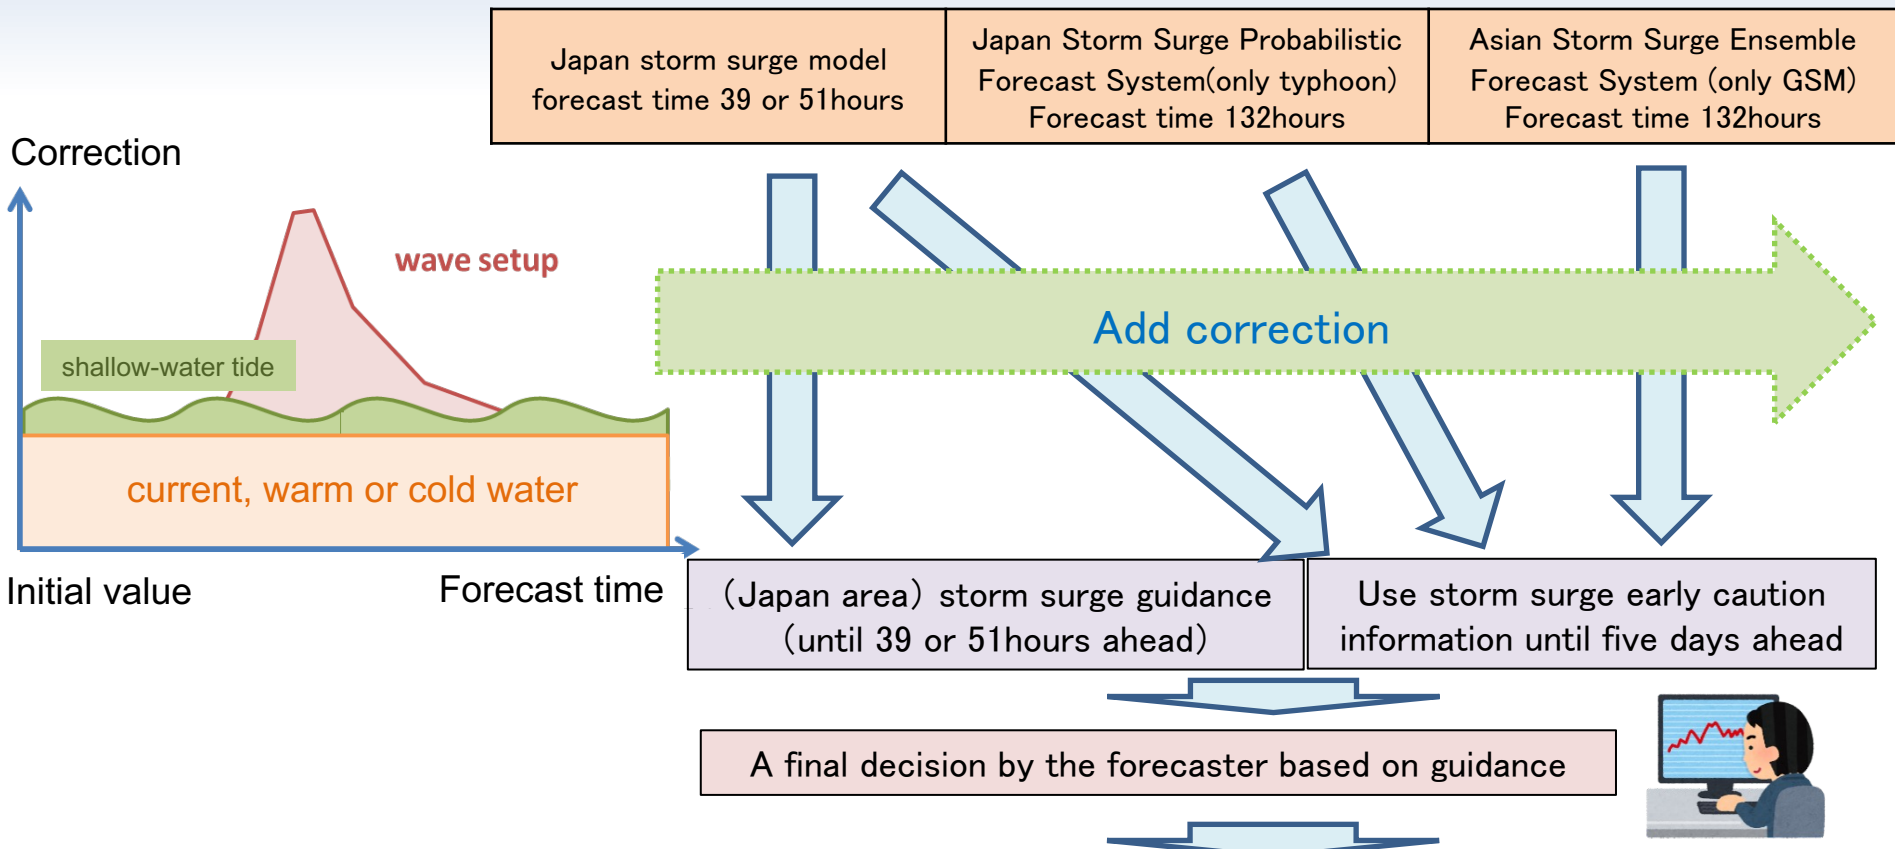 Japan storm surge model
forecast time 39 or 51hours
Japan Storm Surge Probabilistic
Forecast System(only typhoon)
Forecast time 132hours
Asian Storm Surge Ensemble
Forecast System (only GSM)
Forecast time 132hours
Correction
wave setup
shallow-water tide
current, warm or cold water
Initial value
Forecast time
Add correction
(Japan area) storm surge guidance
(until 39 or 51hours ahead)
Use storm surge early caution
information until five days ahead
A final decision by the forecaster based on guidance